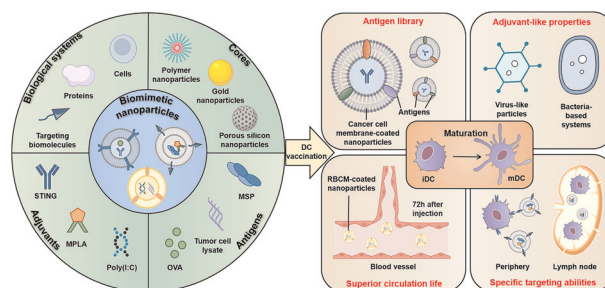 Biological systems
Cells
Proteins
Targeting
biomolecules
Cores
Polymer
nanoparticles
Gold
nanoparticles
Porous silicon
nanoparticles
Biomimetic
nanoparticles
Adjuvants
STING
MPLA
Poly(I:C)
Antigens
MSP
Tumor cell
lysate
OVA
DC
vaccination
Antigen library
Antigens
Cancer cell
membrane-coated
nanoparticles
Adjuvant-like properties
Virus-like
particles
Bacteria-
based
systems
Maturation
iDC
mDC
RBCM-coated
nanoparticles
72h after
injection
Blood vessel
Superior circulation life
Periphery
Lymph node
Specific targeting abilities